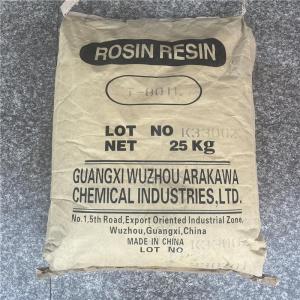 ROSIN RESIN
LOT NO K33002
NET 25 Kg
GUANGXI WUZHOU ARAKAWA
CHEMICAL INDUSTRIES,LTD.
No.1.5th Road,Export Oriented Industrial Zone,
Wuzhou,Guangxi,China
MADE IN CHINA
LOT NO